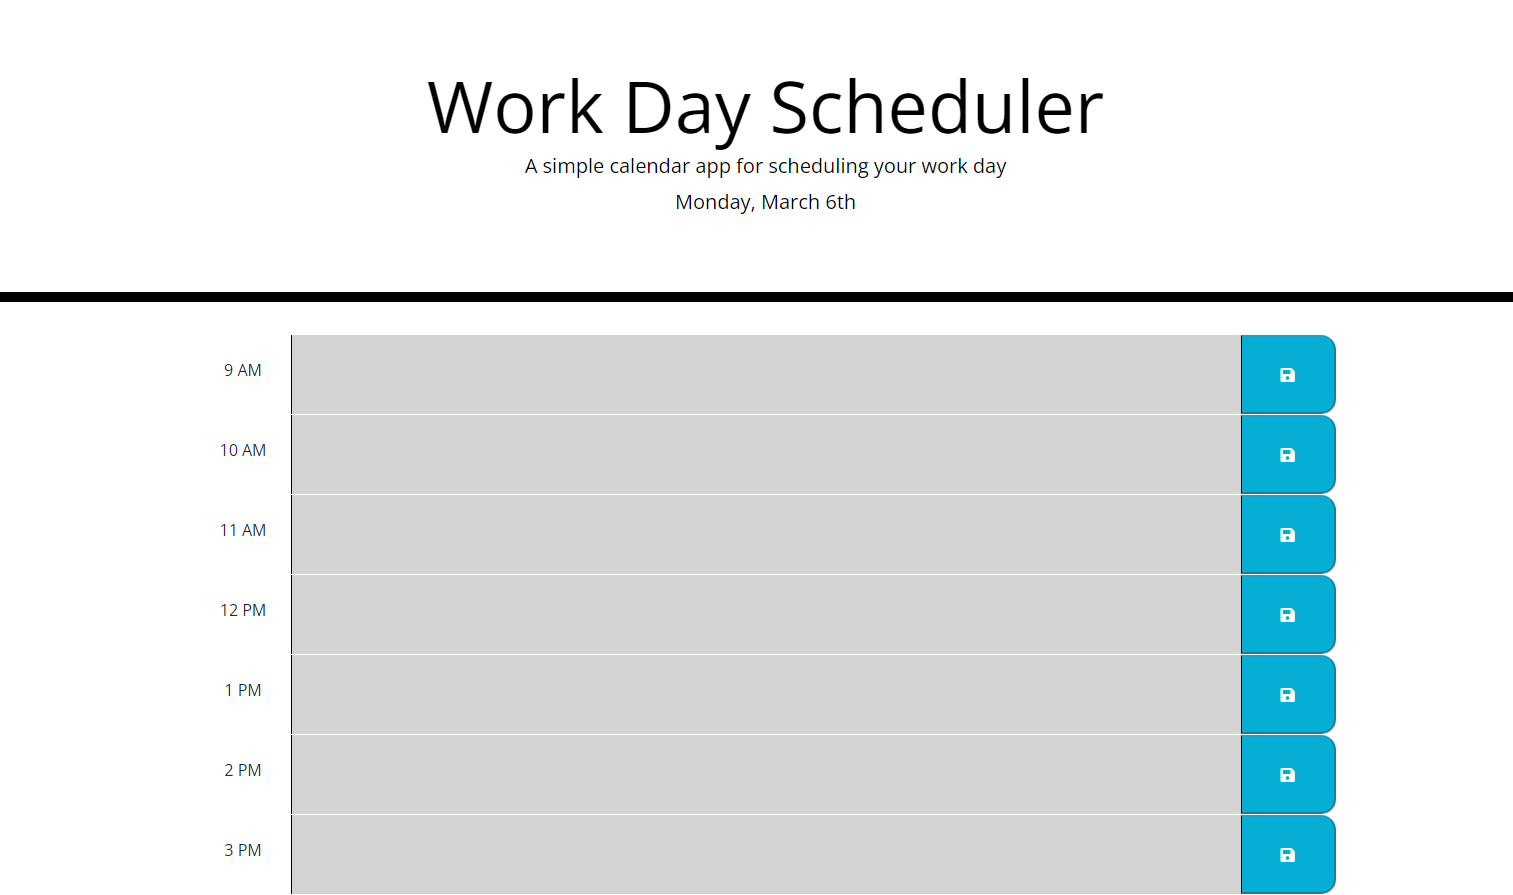 Work Day Scheduler
A simple calendar app for scheduling your work day
Monday, March 6th
9 AM
10 AM
11 AM
12 PM
1 PM
2 PM
3 PM